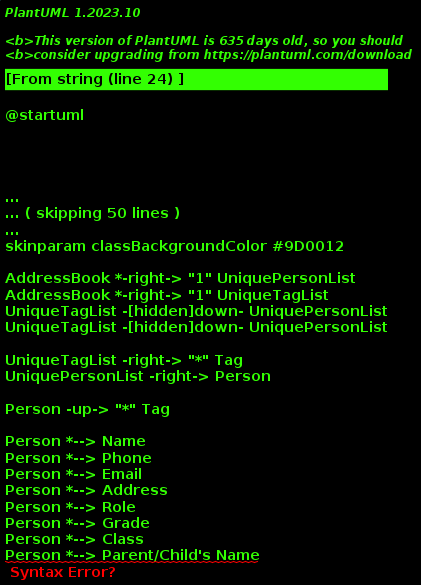 PlantUML 1.2023.10
<b>This version of PlantUML is 635 days old, so you should
<b>consider upgrading from https://plantuml.com/download
[From string (line 24) ]
@startuml
...
... ( skipping 50 lines )
...
skinparam classBackgroundColor #9D0012
AddressBook *-right-> "1" UniquePersonList
AddressBook *-right-> "1" UniqueTagList
UniqueTagList -[hidden]down- UniquePersonList
UniqueTagList -[hidden]down- UniquePersonList
UniqueTagList -right-> "*" Tag
UniquePersonList -right-> Person
Person -up-> "*" Tag
Person *--> Name
Person *--> Phone
Person *--> Email
Person *--> Address
Person *--> Role
Person *--> Grade
Person *--> Class
Person *--> Parent/Child's Name
Syntax Error?